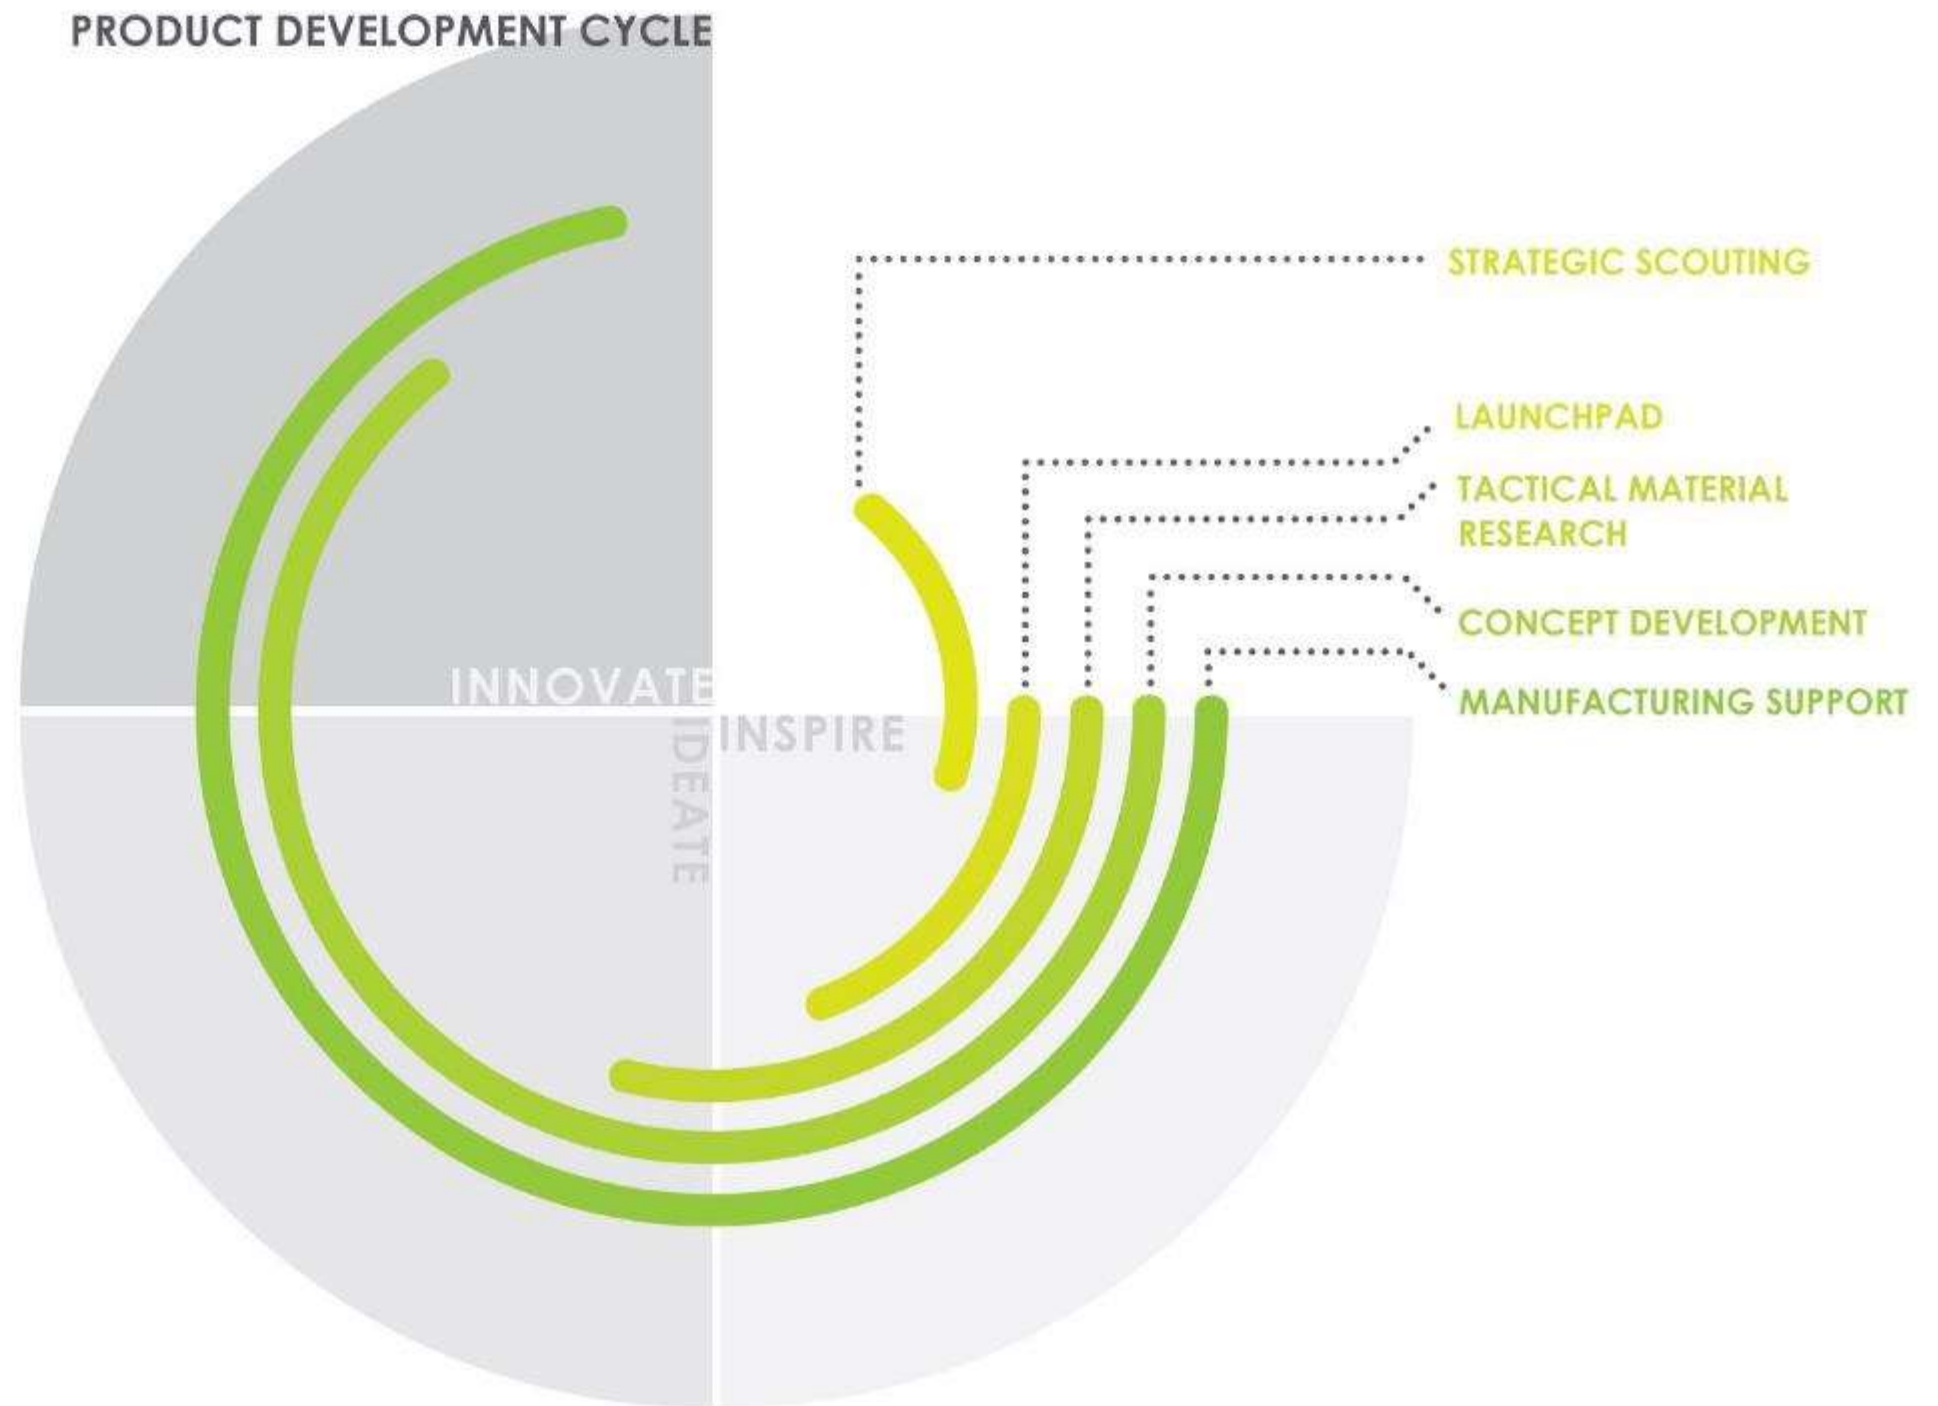 PRODUCT DEVELOPMENT CYCLE
STRATEGIC SCOUTING
LAUNCHPAD
TACTICAL MATERIAL
RESEARCH
CONCEPT DEVELOPMENT
MANUFACTURING SUPPORT
INNOVATE
INSPIRE
IDEATE